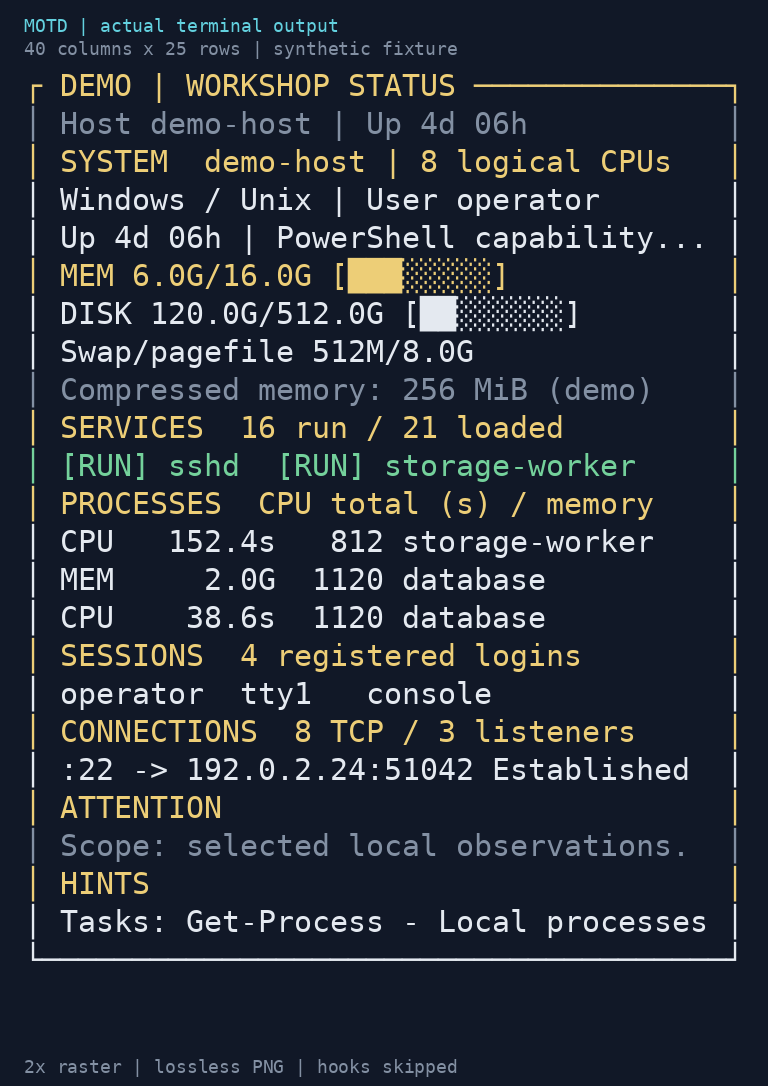 MOTD | actual terminal output
40 columns x 25 rows | synthetic fixture
┌ DEMO | WORKSHOP STATUS ──────────────┐
│ Host demo-host | Up 4d 06h           │
│ SYSTEM  demo-host | 8 logical CPUs   │
│ Windows / Unix | User operator       │
│ Up 4d 06h | PowerShell capability... │
│ MEM 6.0G/16.0G [███░░░░░]            │
│ DISK 120.0G/512.0G [██░░░░░░]        │
│ Swap/pagefile 512M/8.0G              │
│ Compressed memory: 256 MiB (demo)    │
│ SERVICES  16 run / 21 loaded         │
│ [RUN] sshd  [RUN] storage-worker     │
│ PROCESSES  CPU total (s) / memory    │
│ CPU   152.4s   812 storage-worker    │
│ MEM     2.0G  1120 database          │
│ CPU    38.6s  1120 database          │
│ SESSIONS  4 registered logins        │
│ operator  tty1   console             │
│ CONNECTIONS  8 TCP / 3 listeners     │
│ :22 -> 192.0.2.24:51042 Established  │
│ ATTENTION                            │
│ Scope: selected local observations.  │
│ HINTS                                │
│ Tasks: Get-Process - Local processes │
└──────────────────────────────────────┘
2x raster | lossless PNG | hooks skipped